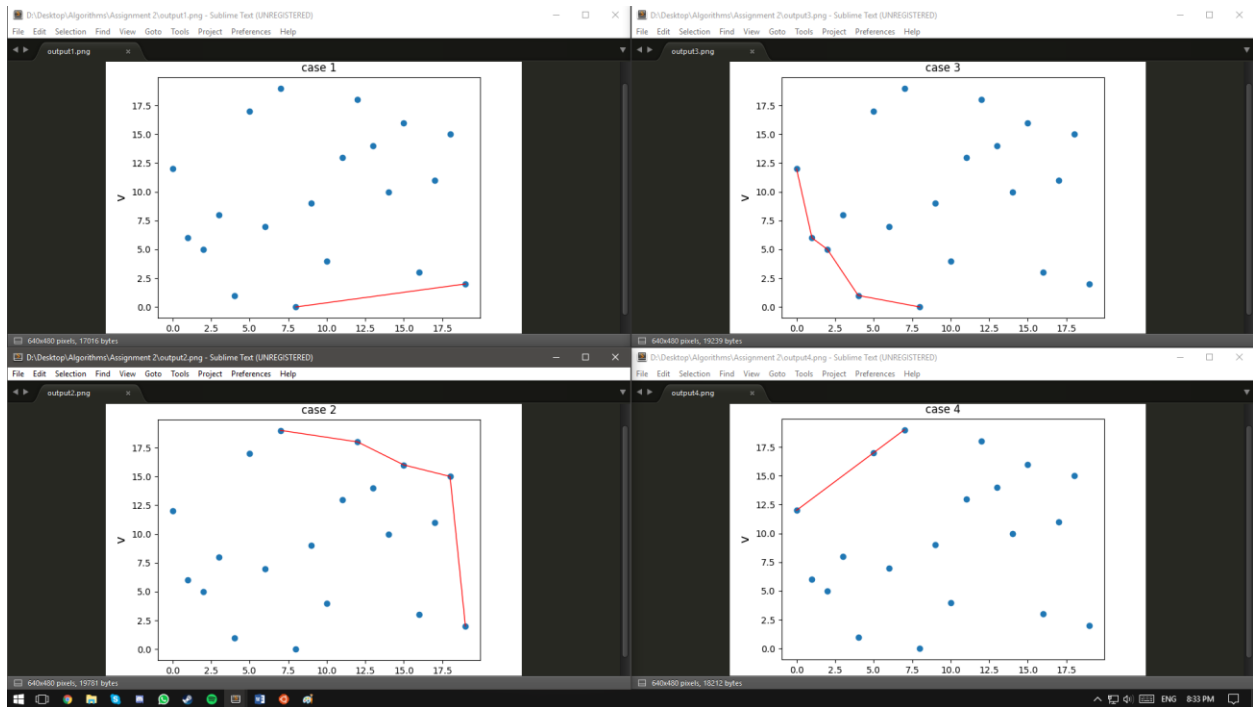 D:\Desktop\Algorithms\Assignment 2\output1.png - Sublime Text (UNREGISTERED)
File Edit Selection Find View Goto Tools Project Preferences Help
output1.png
case 1
17.5
15.0
12.5
10.0
7.5
5.0
2.5
0.0
V
0.0 2.5 5.0 7.5 10.0 12.5 15.0 17.5
640x480 pixels, 17016 bytes
D:\Desktop\Algorithms\Assignment 2\output3.png - Sublime Text (UNREGISTERED)
File Edit Selection Find View Goto Tools Project Preferences Help
output3.png
case 3
17.5
15.0
12.5
10.0
7.5
5.0
2.5
0.0
V
0.0 2.5 5.0 7.5 10.0 12.5 15.0 17.5
640x480 pixels, 19239 bytes
D:\Desktop\Algorithms\Assignment 2\output2.png - Sublime Text (UNREGISTERED)
File Edit Selection Find View Goto Tools Project Preferences Help
output2.png
case 2
17.5
15.0
12.5
10.0
7.5
5.0
2.5
0.0
V
0.0 2.5 5.0 7.5 10.0 12.5 15.0 17.5
640x480 pixels, 19781 bytes
D:\Desktop\Algorithms\Assignment 2\output4.png - Sublime Text (UNREGISTERED)
File Edit Selection Find View Goto Tools Project Preferences Help
output4.png
case 4
17.5
15.0
12.5
10.0
7.5
5.0
2.5
0.0
V
0.0 2.5 5.0 7.5 10.0 12.5 15.0 17.5
640x480 pixels, 18212 bytes
ENG 8:33 PM